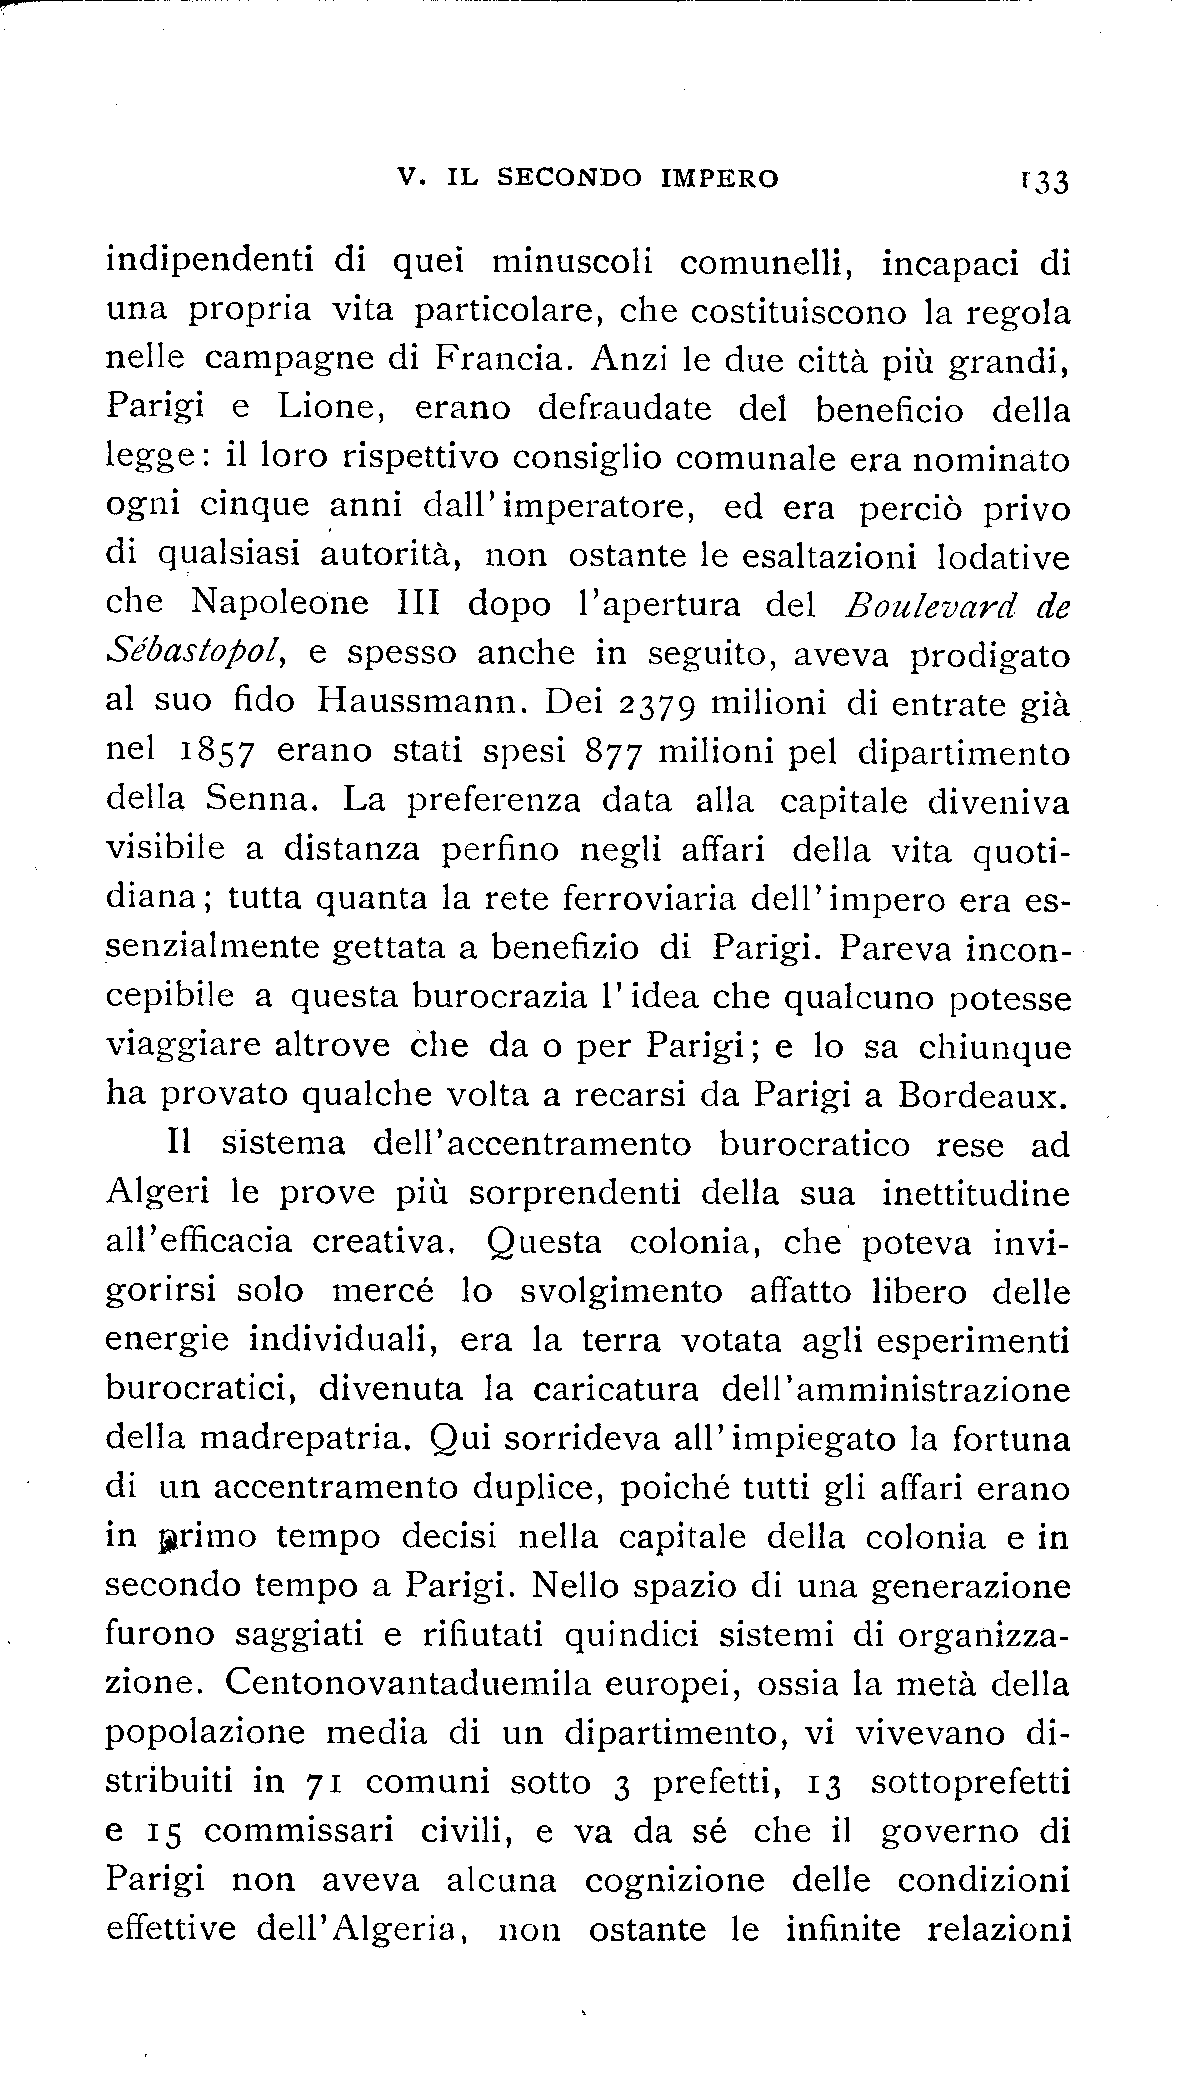 V. IL SECONDO IMPERO 133
indipendenti di quei minuscoli comunelli, incapaci di
una propria vita particolare, che costituiscono la regola
nelle campagne di Francia. Anzi le due città più grandi,
Parigi e Lione, erano defraudate del beneficio della
legge: il loro rispettivo consiglio comunale era nominato
ogni cinque anni dall'imperatore, ed era perciò privo
di qualsiasi autorità, non ostante le esaltazioni lodative
che Napoleone III dopo l'apertura del Boulevard de
Sébastopol, e spesso anche in seguito, aveva prodigato
al suo fido Haussmann. Dei 2379 milioni di entrate già
nel 1857 erano stati spesi 877 milioni pel dipartimento
della Senna. La preferenza data alla capitale diveniva
visibile a distanza perfino negli affari della vita quoti-
diana; tutta quanta la rete ferroviaria dell'impero era es-
senzialmente gettata a benefizio di Parigi. Pareva incon-
cepibile a questa burocrazia l'idea che qualcuno potesse
viaggiare altrove che da o per Parigi; e lo sa chiunque
ha provato qualche volta a recarsi da Parigi a Bordeaux.
Il sistema dell'accentramento burocratico rese ad
Algeri le prove più sorprendenti della sua inettitudine
all'efficacia creativa. Questa colonia, che poteva invi-
gorirsi solo mercé lo svolgimento affatto libero delle
energie individuali, era la terra votata agli esperimenti
burocratici, divenuta la caricatura dell'amministrazione
della madrepatria. Qui sorrideva all'impiegato la fortuna
di un accentramento duplice, poiché tutti gli affari erano
in primo tempo decisi nella capitale della colonia e in
secondo tempo a Parigi. Nello spazio di una generazione
furono saggiati e rifiutati quindici sistemi di organizza-
zione. Centonovantaduemila europei, ossia la metà della
popolazione media di un dipartimento, vi vivevano di-
stribuiti in 71 comuni sotto 3 prefetti, 13 sottoprefetti
e 15 commissari civili, e va da sé che il governo di
Parigi non aveva alcuna cognizione delle condizioni
effettive dell'Algeria, non ostante le infinite relazioni